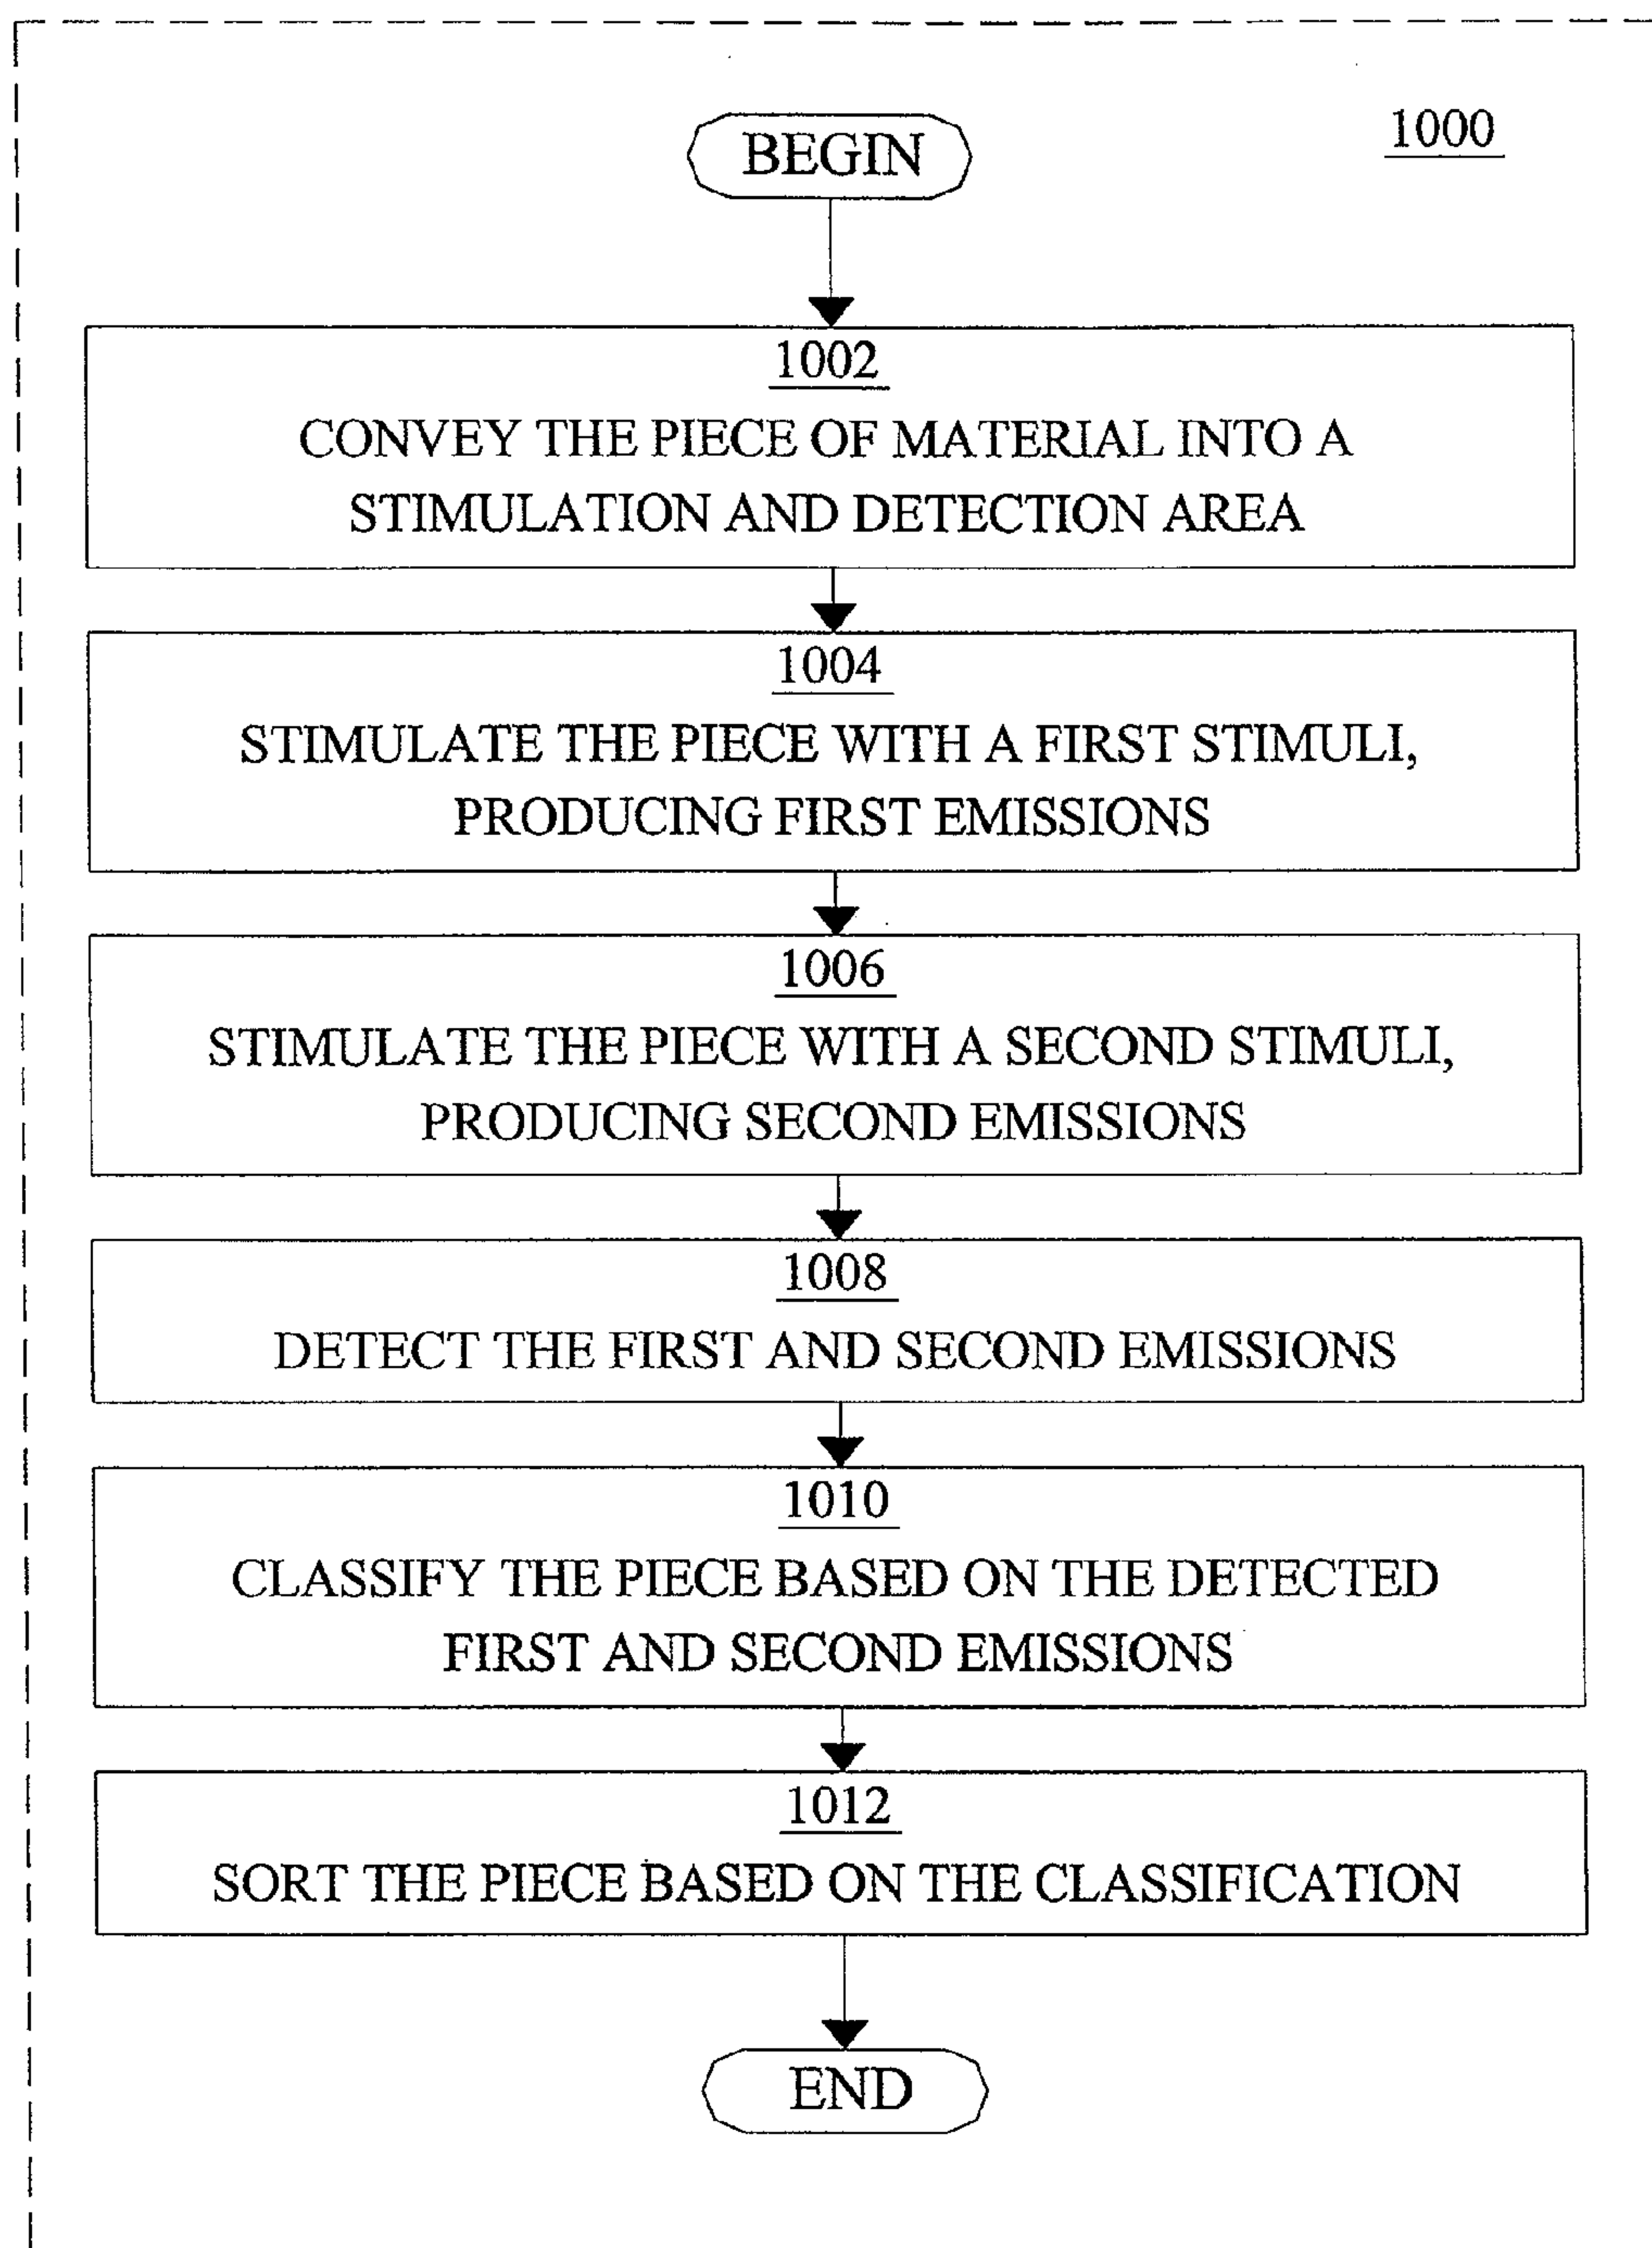 1000
BEGIN
1002
CONVEY THE PIECE OF MATERIAL INTO A
STIMULATION AND DETECTION AREA
1004
STIMULATE THE PIECE WITH A FIRST STIMULI,
PRODUCING FIRST EMISSIONS
1006
STIMULATE THE PIECE WITH A SECOND STIMULI,
PRODUCING SECOND EMISSIONS
1008
DETECT THE FIRST AND SECOND EMISSIONS
1010
CLASSIFY THE PIECE BASED ON THE DETECTED
FIRST AND SECOND EMISSIONS
1012
SORT THE PIECE BASED ON THE CLASSIFICATION
END